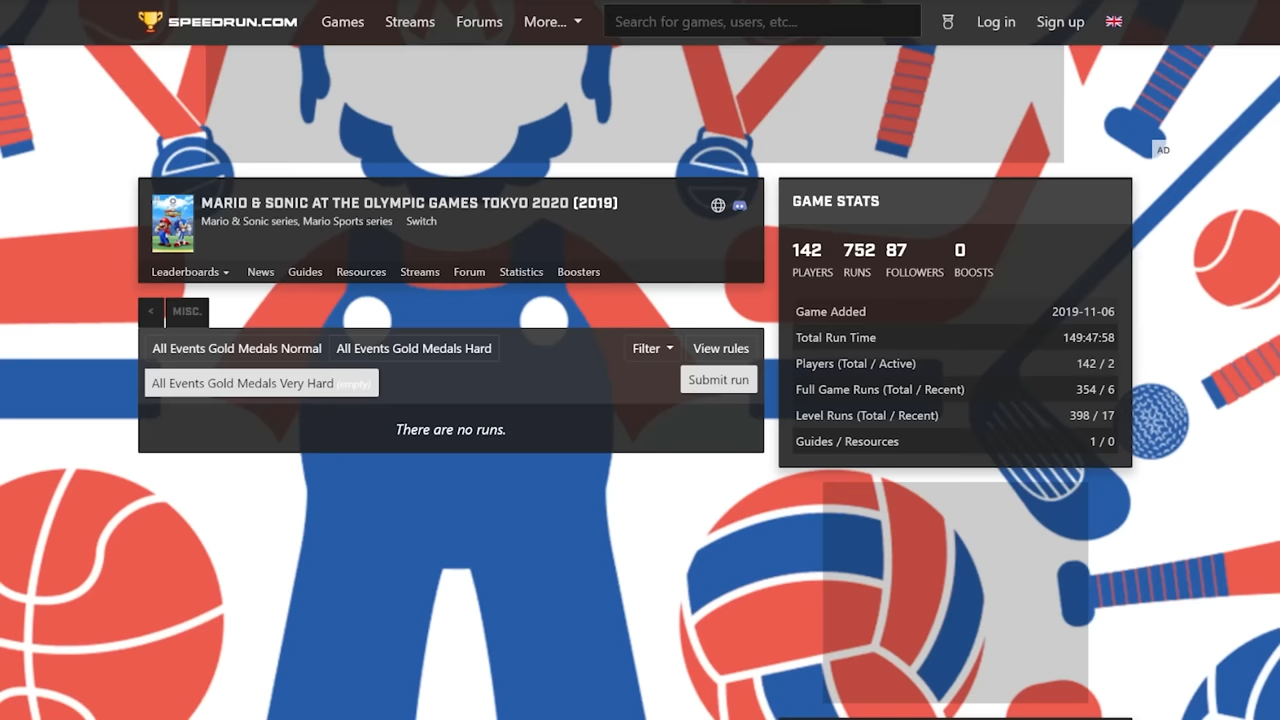 SPEEDRUN.COM Games Streams Forums More... Search for games, users, etc... Log in Sign up
AD
MARIO & SONIC AT THE OLYMPIC GAMES TOKYO 2020 (2019)
Mario & Sonic series, Mario Sports series Switch
Leaderboards News Guides Resources Streams Forum Statistics Boosters
< MISC.
All Events Gold Medals Normal All Events Gold Medals Hard Filter View rules
All Events Gold Medals Very Hard (empty) Submit run
There are no runs.
GAME STATS
142 752 87 0
PLAYERS RUNS FOLLOWERS BOOSTS
Game Added 2019-11-06
Total Run Time 149:47:58
Players (Total / Active) 142 / 2
Full Game Runs (Total / Recent) 354 / 6
Level Runs (Total / Recent) 398 / 17
Guides / Resources 1 / 0